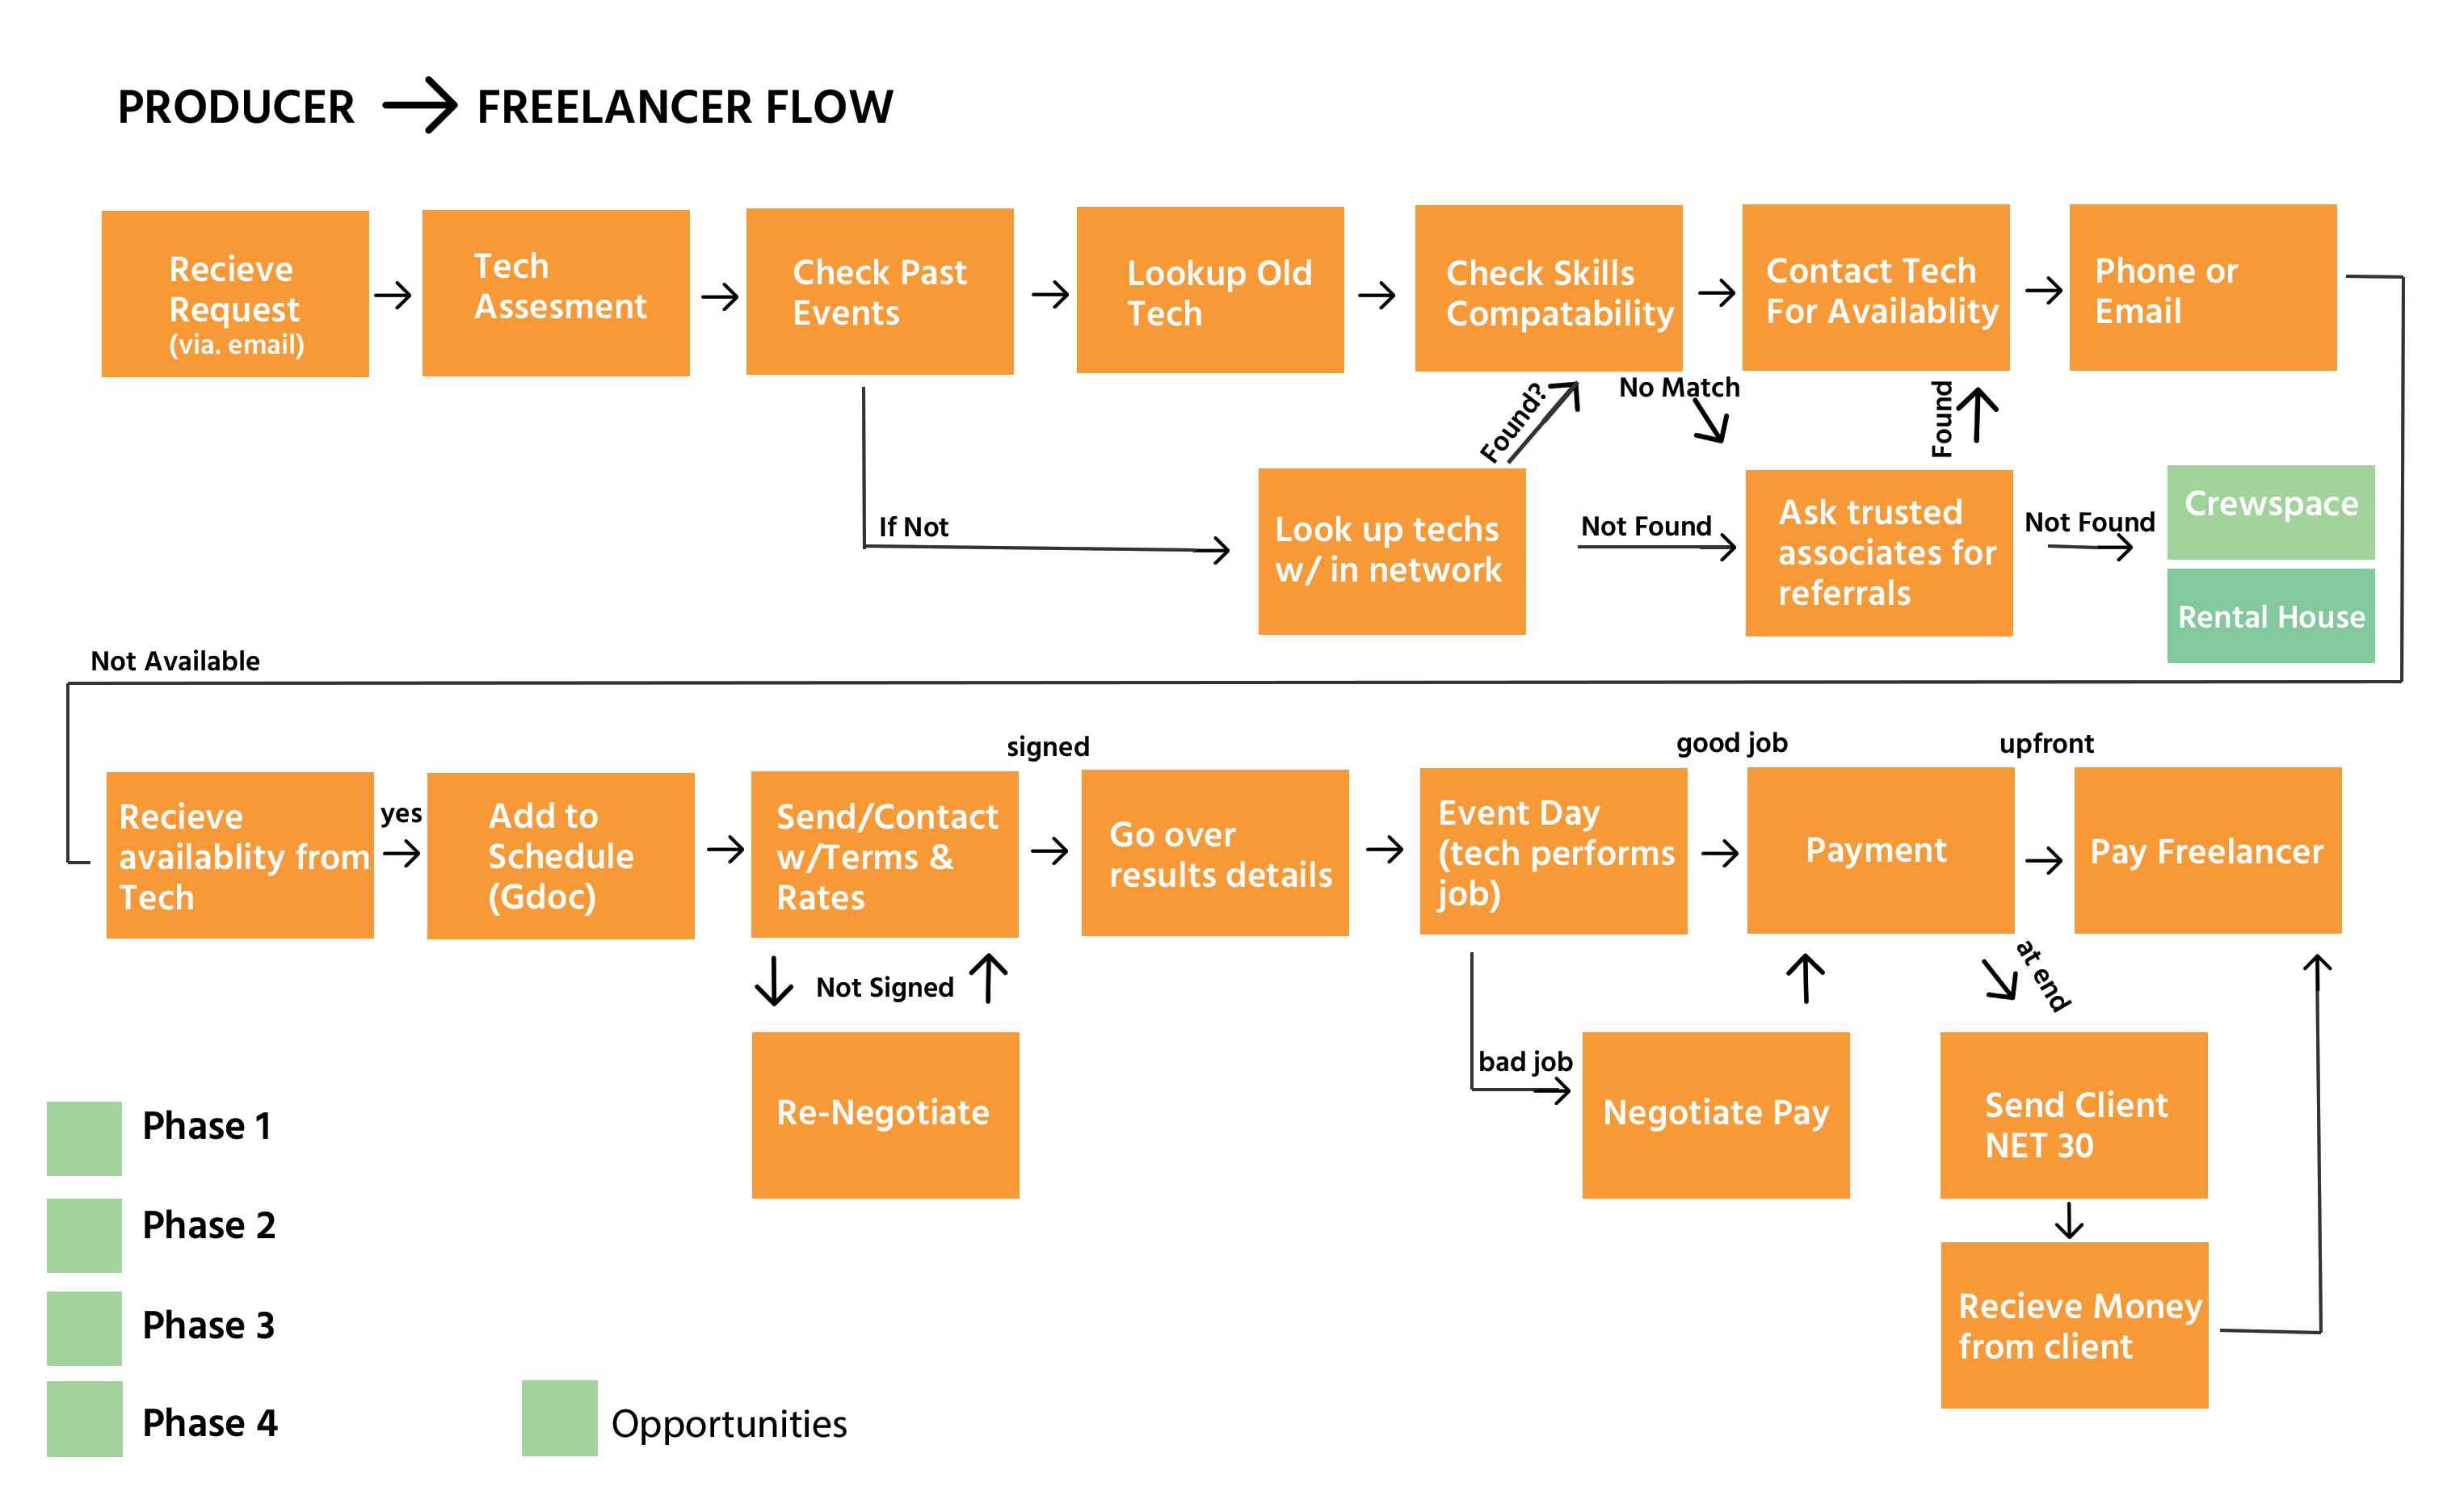 PRODUCER → FREELANCER FLOW
Recieve
Request
(via. email)
Tech
Assesment
Check Past
Events
Lookup Old
Tech
Check Skills
Compatability
Contact Tech
For Availablity
Phone or
Email
Found?
No Match
Found
If Not
Look up techs
w/ in network
Not Found
Ask trusted
associates for
referrals
Not Found
Crewspace
Rental House
Not Available
signed
good job
upfront
Recieve
availablity from
Tech
yes
Add to
Schedule
(Gdoc)
Send/Contact
w/Terms &
Rates
Go over
results details
Event Day
(tech performs
job)
Payment
Pay Freelancer
Not Signed
at end
Re-Negotiate
bad job
Negotiate Pay
Send Client
NET 30
Recieve Money
from client
Phase 1
Phase 2
Phase 3
Phase 4
Opportunities